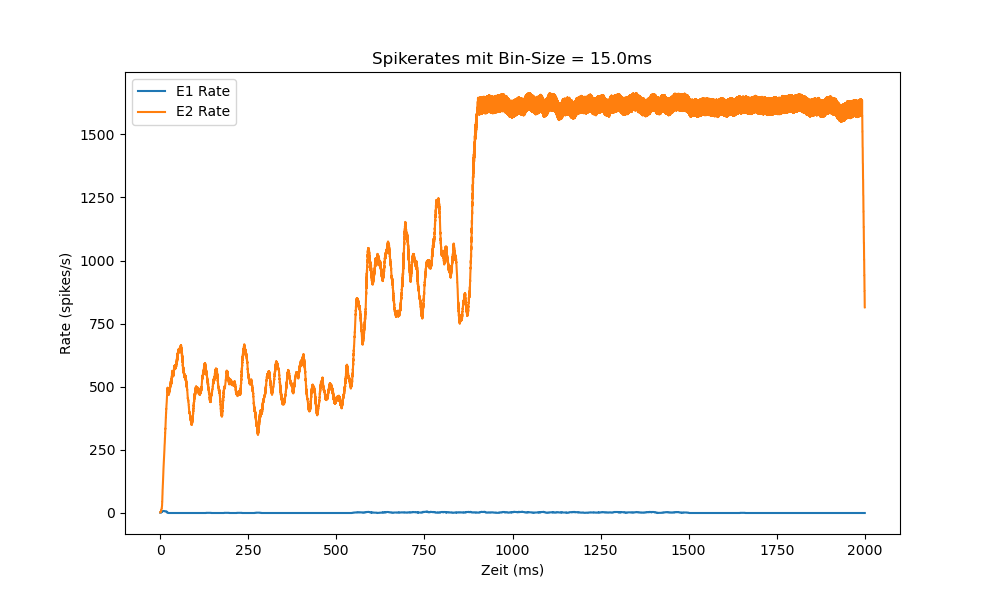 Spikerates mit Bin-Size = 15.0ms
E1 Rate
E2 Rate
Rate (spikes/s)
1500
1250
1000
750
500
250
0
0 250 500 750 1000 1250 1500 1750 2000
Zeit (ms)